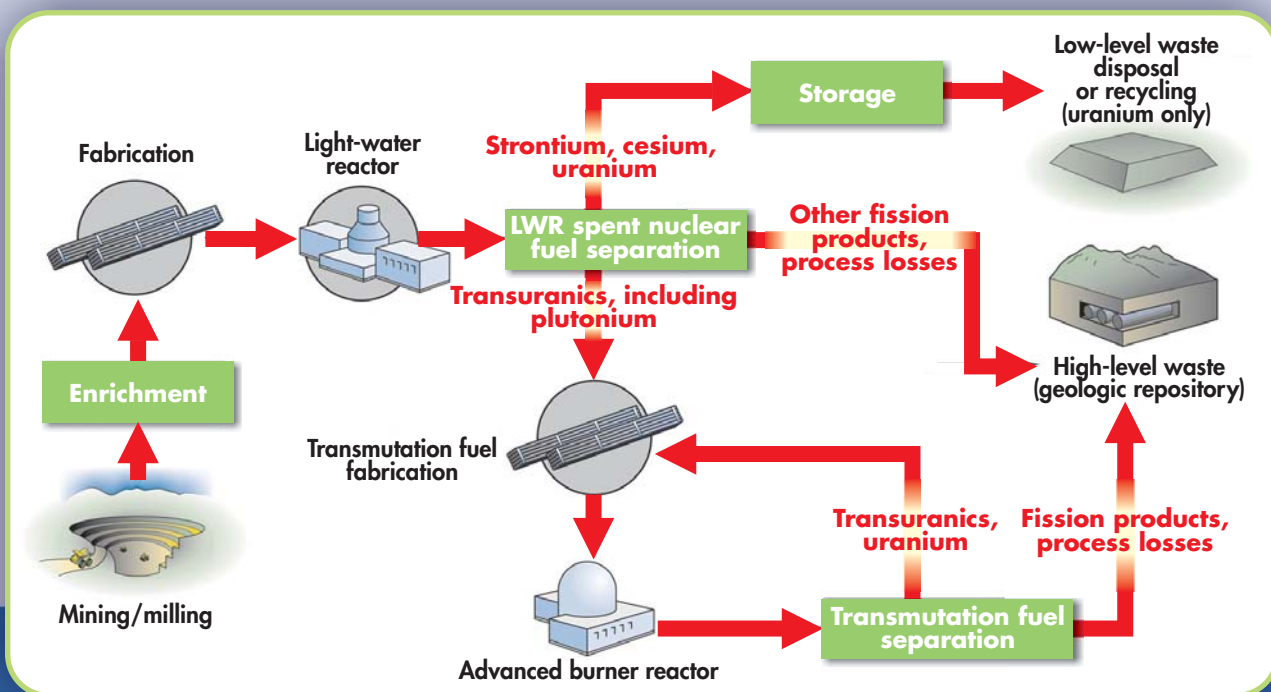 Low-level waste
disposal
or recycling
(uranium only)
Storage
Fabrication
Light-water
reactor
Strontium, cesium,
uranium
LWR spent nuclear
fuel separation
Other fission
products,
process losses
Transuranics, including
plutonium
High-level waste
(geologic repository)
Enrichment
Transmutation fuel
fabrication
Transuranics,
uranium
Fission products,
process losses
Mining/milling
Transmutation fuel
separation
Advanced burner reactor